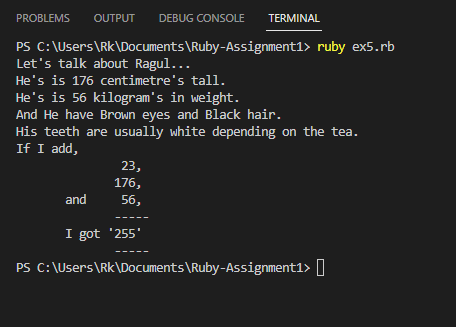 PROBLEMS OUTPUT DEBUG CONSOLE TERMINAL
PS C:\Users\Rk\Documents\Ruby-Assignment1> ruby ex5.rb
Let's talk about Ragul...
He's is 176 centimetre's tall.
He's is 56 kilogram's in weight.
And He have Brown eyes and Black hair.
His teeth are usually white depending on the tea.
If I add,
23,
176,
and 56,
-----
I got '255'
-----
PS C:\Users\Rk\Documents\Ruby-Assignment1>